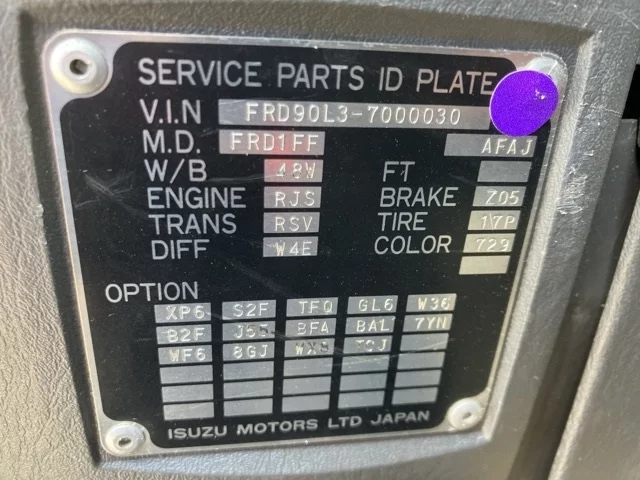 SERVICE PARTS ID PLATE
V.I.N FRD90L3-7000030
M.D. FRD1FF AFAJ
W/B 48W FT
ENGINE RJS BRAKE Z05
TRANS RSV TIRE 17P
DIFF W4E COLOR 729
OPTION
XP6 S2F TFQ GL6 W36
B2F BFA BAL 7YN
WF6 8GJ
ISUZU MOTORS LTD JAPAN